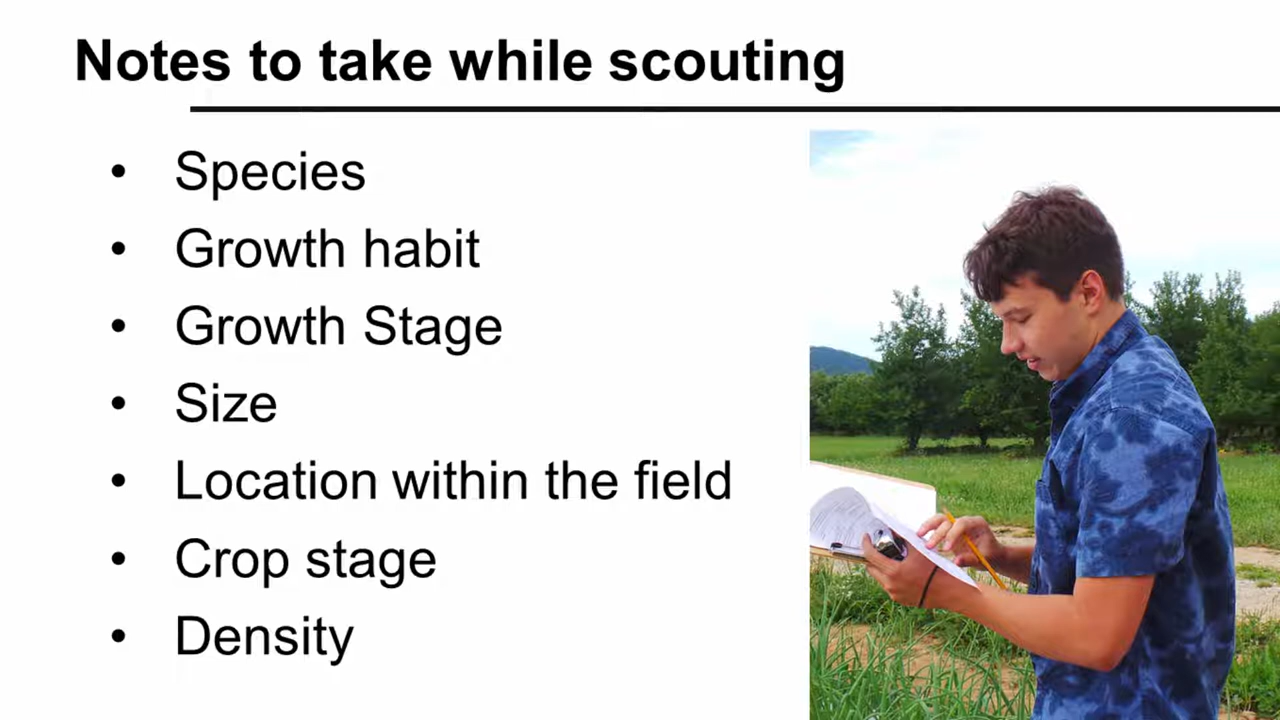 Notes to take while scouting
• Species
• Growth habit
• Growth Stage
• Size
• Location within the field
• Crop stage
• Density